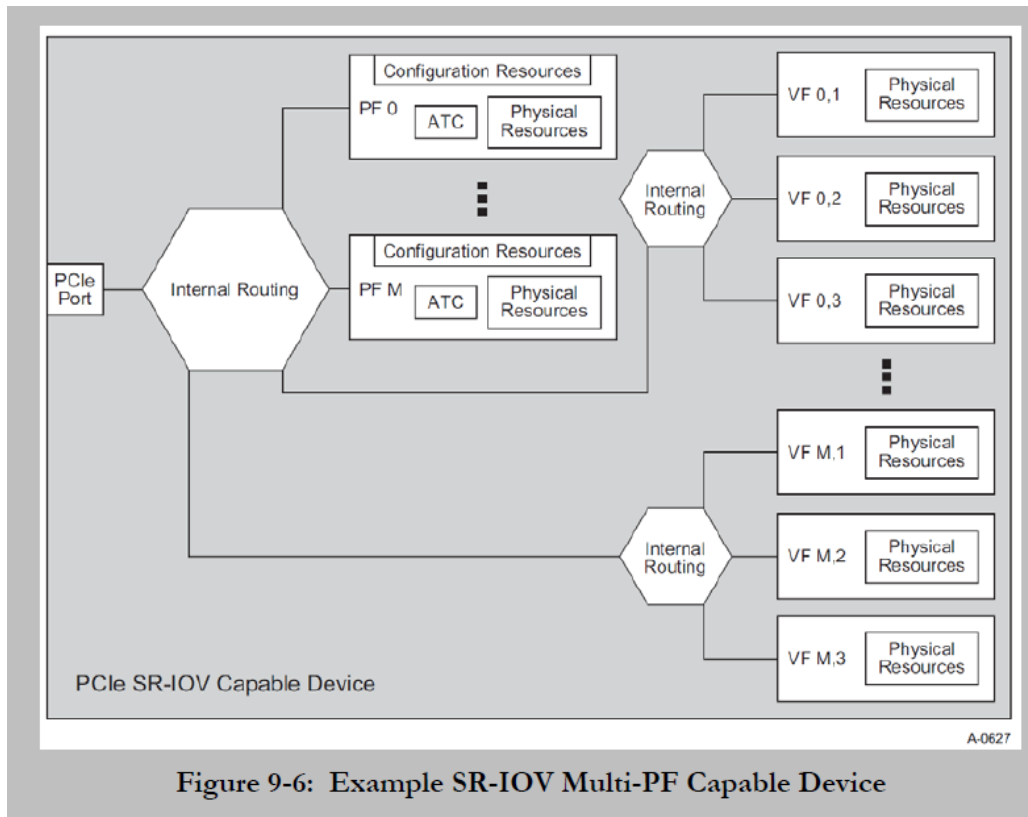 Configuration Resources
PF 0
ATC
Physical
Resources
Configuration Resources
PF M
ATC
Physical
Resources
PCIe
Port
Internal Routing
Internal
Routing
VF 0,1
Physical
Resources
VF 0,2
Physical
Resources
VF 0,3
Physical
Resources
Internal
Routing
VF M,1
Physical
Resources
VF M,2
Physical
Resources
VF M,3
Physical
Resources
PCIe SR-IOV Capable Device
A-0627
Figure 9-6: Example SR-IOV Multi-PF Capable Device